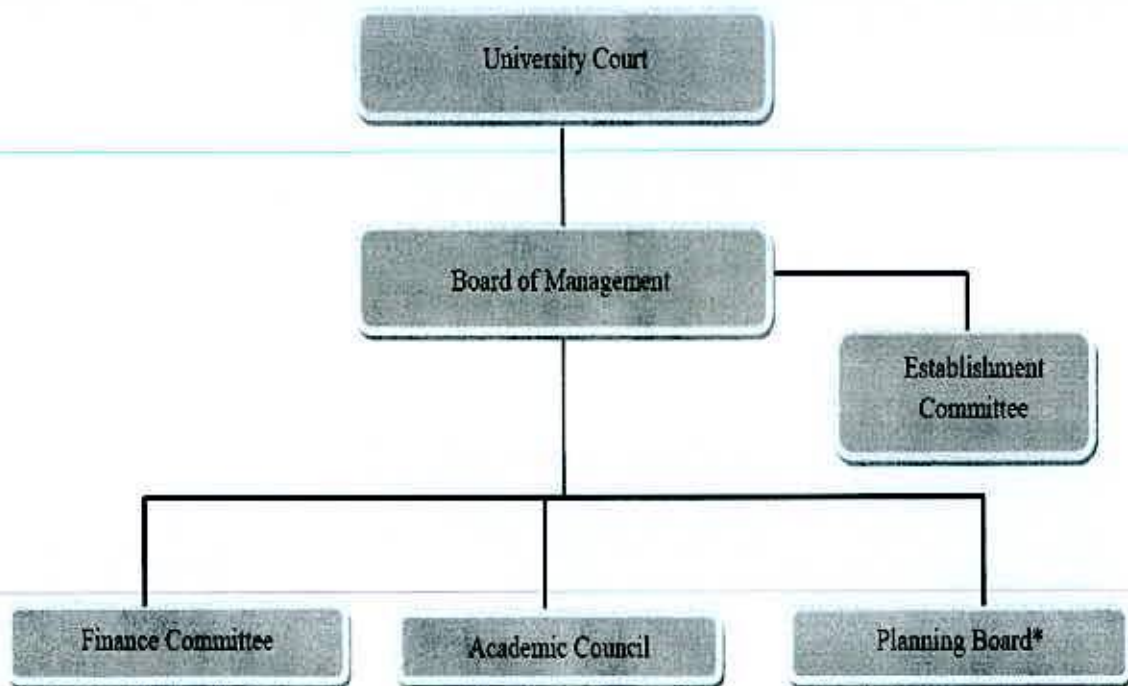 University Court
Board of Management
Establishment
Committee
Finance Committee
Academic Council
Planning Board*